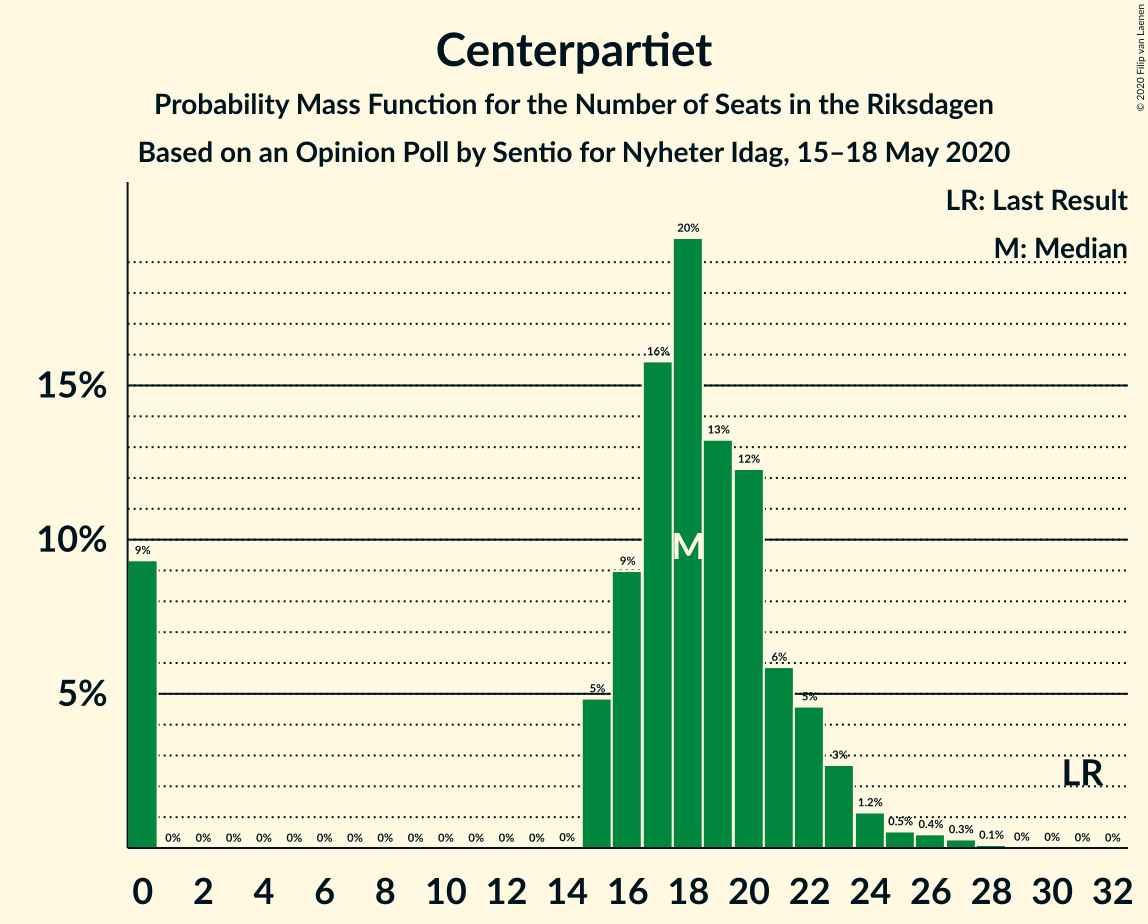 Centerpartiet
Probability Mass Function for the Number of Seats in the Riksdagen
Based on an Opinion Poll by Sentio for Nyheter Idag, 15–18 May 2020
© 2020 Filip van Laenen
LR: Last Result
M: Median
15%
10%
5%
9% 0% 0% 0% 0% 0% 0% 0% 0% 0% 0% 0% 0% 0% 0% 5% 9% 16% 20% 13% 12% 6% 5% 3% 1.2% 0.5% 0.4% 0.3% 0.1% 0% 0% 0% 0%
M
LR
0 2 4 6 8 10 12 14 16 18 20 22 24 26 28 30 32